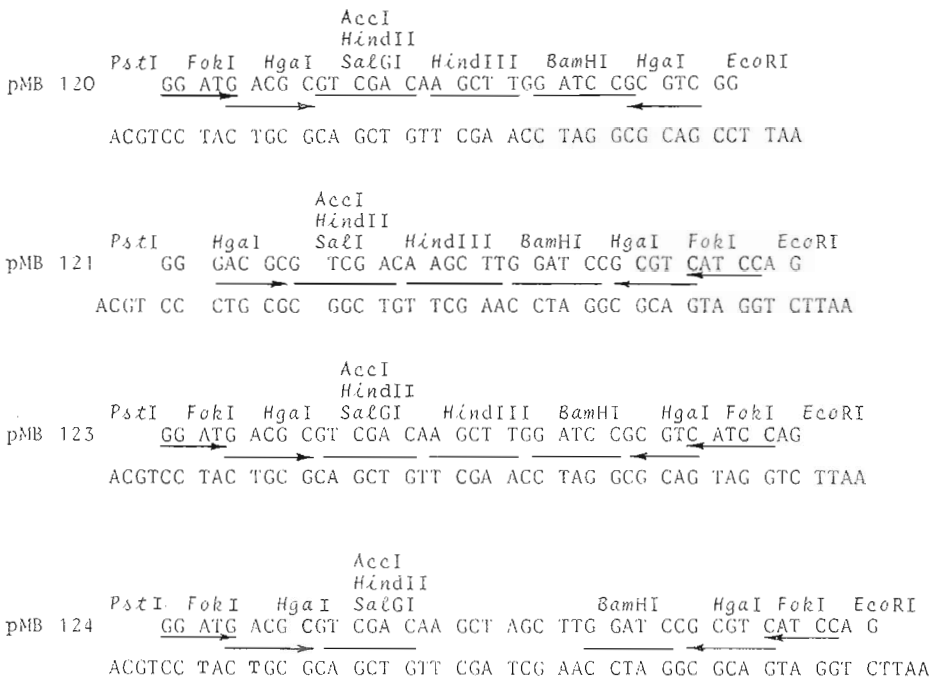 AccI
HindII
PstI FokI HgaI SalGI HindIII BamHI HgaI EcoRI
pMB 120 GG ATG ACG CGT CGA CAA GCT TGG ATC CGC GTC GG
ACGTCC TAC TGC GCA GCT GTT CGA ACC TAG GCG CAG CCT TAA
AccI
HindII
PstI HgaI SalI HindIII BamHI HgaI FokI EcoRI
pMB 121 GG GAC GCG TCG ACA AGC TTG GAT CCG CGT CAT CCA G
ACGT CC CTG CGC GGC TGT TCG AAC CTA GGC GCA GTA GGT CTTAA
AccI
HindII
PstI FokI HgaI SalGI HindIII BamHI HgaI FokI EcoRI
pMB 123 GG ATG ACG CGT CGA CAA GCT TGG ATC CGC GTC ATC CAG
ACGTCC TAC TGC GCA GCT GTT CGA ACC TAG GCG CAG TAG GTC TTAA
AccI
HindII
PstI FokI HgaI SalGI BamHI HgaI FokI EcoRI
pMB 124 GG ATG ACG CGT CGA CAA GCT AGC TTG GAT CCG CGT CAT CCA G
ACGTCC TAC TGC GCA GCT GTT CGA TCG AAC CTA GGC GCA GTA GGT CTTAA